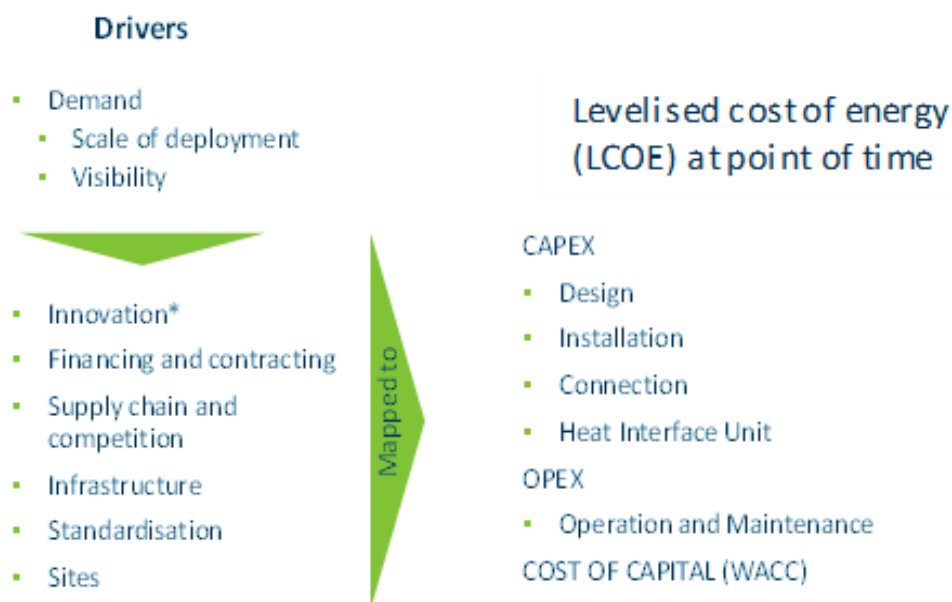 Drivers
Demand
Scale of deployment
Visibility
Innovation*
Financing and contracting
Supply chain and
competition
Infrastructure
Standardisation
Sites
Mapped to
Levelised cost of energy
(LCOE) at point of time
CAPEX
Design
Installation
Connection
Heat Interface Unit
OPEX
Operation and Maintenance
COST OF CAPITAL (WACC)